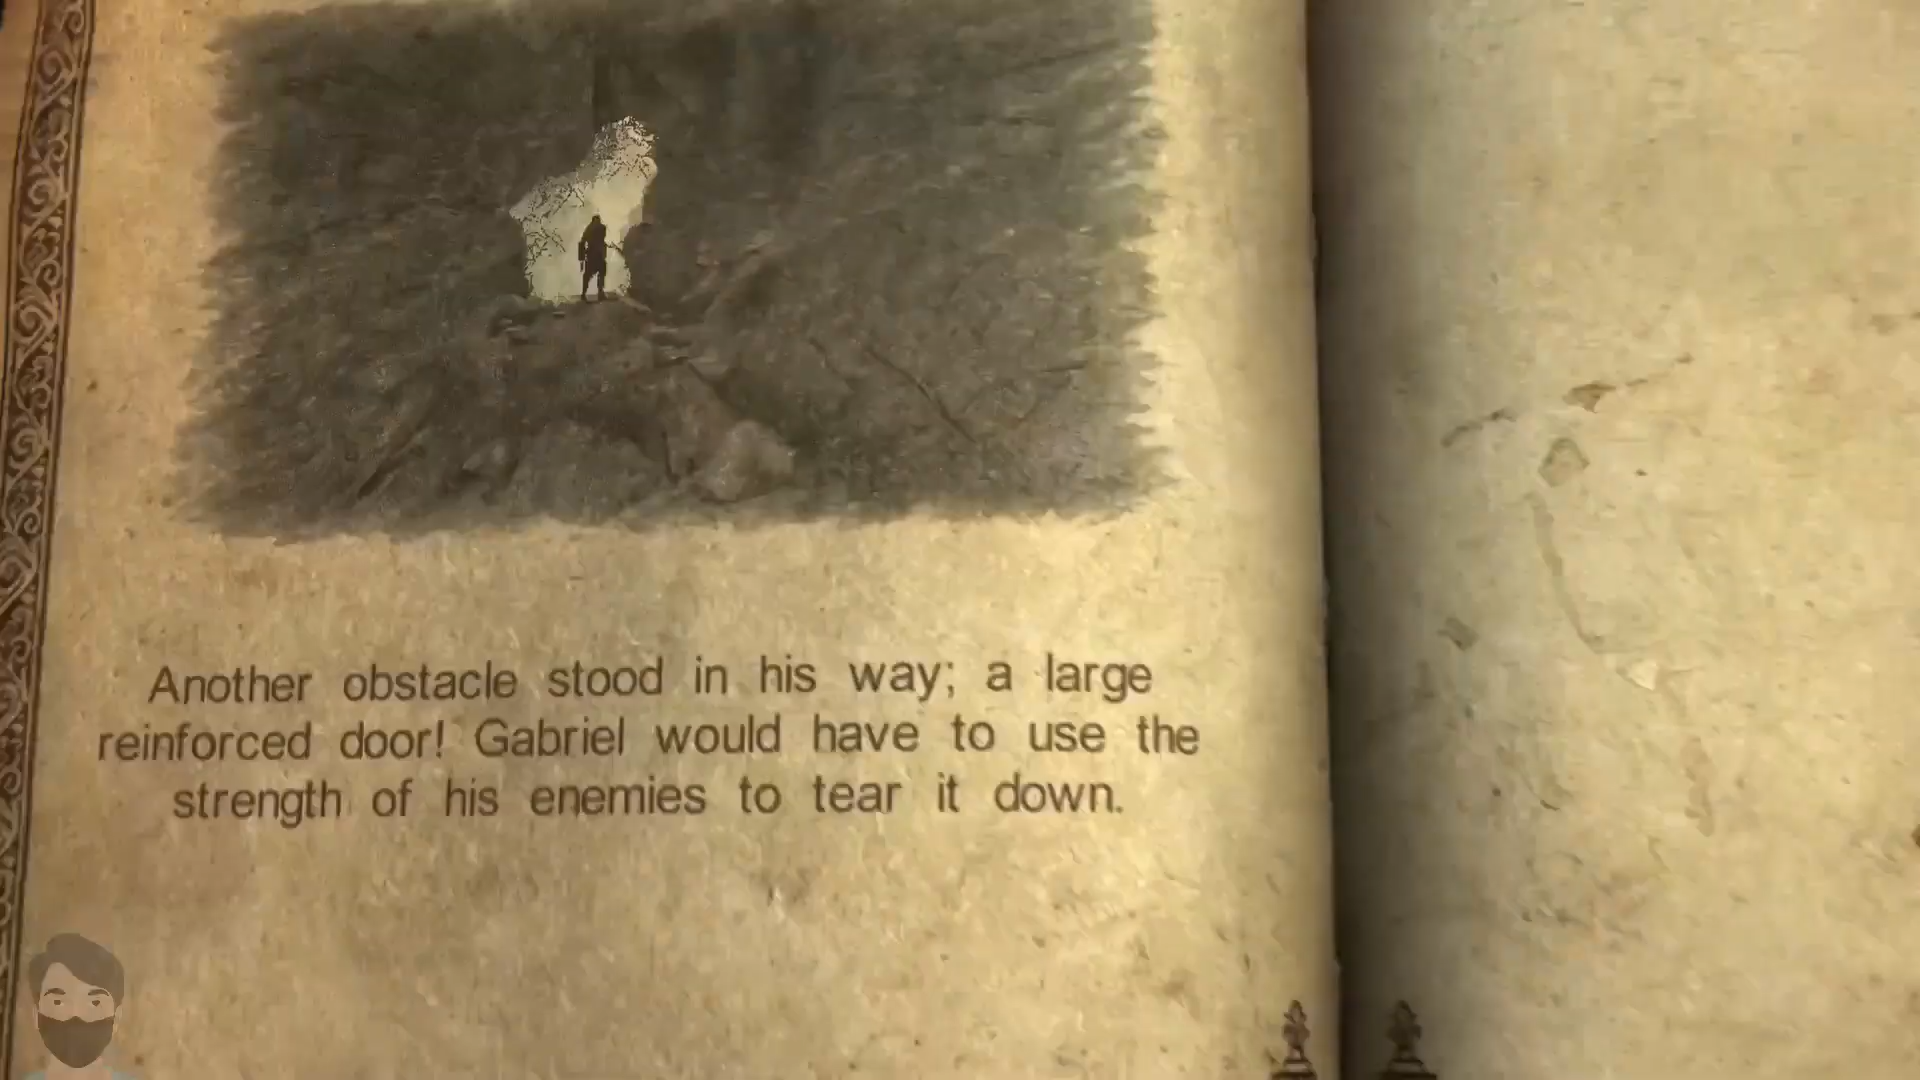 Another obstacle stood in his way; a large
reinforced door! Gabriel would have to use the
strength of his enemies to tear it down.